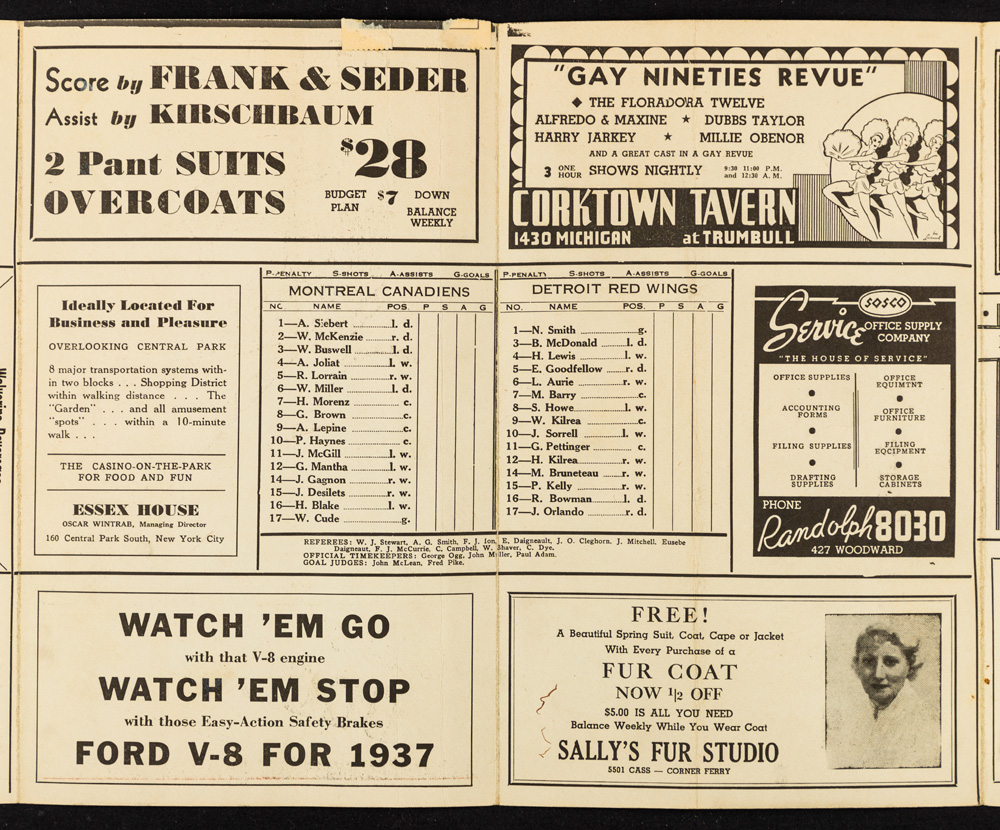 Score by FRANK & SEDER
Assist by KIRSCHBAUM
2 Pant SUITS
OVERCOATS
$28
BUDGET PLAN $7 DOWN
BALANCE
WEEKLY
"GAY NINETIES REVUE"
◆ THE FLORADORA TWELVE
ALFREDO & MAXINE ★ DUBBS TAYLOR
HARRY JARKEY ★ MILLIE OBENOR
AND A GREAT CAST IN A GAY REVUE
3 ONE HOUR SHOWS NIGHTLY 9:30 11:00 P.M. and 12:30 A.M.
CORKTOWN TAVERN
1430 MICHIGAN at TRUMBULL
Ideally Located For
Business and Pleasure
OVERLOOKING CENTRAL PARK
8 major transportation systems with-
in two blocks . . . Shopping District
within walking distance . . . . The
"Garden" . . . . and all amusement
"spots" . . . . within a 10-minute
walk . . .
THE CASINO-ON-THE-PARK
FOR FOOD AND FUN
ESSEX HOUSE
OSCAR WINTRAB, Managing Director
160 Central Park South, New York City
P-PENALTY S-SHOTS A-ASSISTS G-GOALS
MONTREAL CANADIENS
NO. NAME POS. P S A G
1—A. Siebert l. d.
2—W. McKenzie r. d.
3—W. Buswell l. d.
4—A. Joliat l. w.
5—R. Lorrain r. w.
6—W. Miller l. d.
7—H. Morenz c.
8—G. Brown c.
9—A. Lepine c.
10—P. Haynes c.
11—J. McGill l. w.
12—G. Mantha l. w.
14—J. Gagnon r. w.
15—J. Desilets r. w.
16—H. Blake l. w.
17—W. Cude g.
P-PENALTY S-SHOTS A-ASSISTS G-GOALS
DETROIT RED WINGS
NO. NAME POS. P S A G
1—N. Smith g.
3—B. McDonald l. d.
4—H. Lewis l. w.
5—E. Goodfellow r. d.
6—L. Aurie r. w.
7—M. Barry c.
8—S. Howe l. w.
9—W. Kilrea c.
10—J. Sorrell l. w.
11—G. Pettinger c.
12—H. Kilrea r. w.
14—M. Bruneteau r. w.
15—P. Kelly r. w.
16—R. Bowman l. d.
17—J. Orlando r. d.
REFEREES: W. J. Stewart, A. G. Smith, F. J. Ion, E. Daigneault, J. O. Cleghorn. J. Mitchell. Eusebe
Daigneaut, F. J. McCurrie, C, Campbell, W. Shaver, C. Dye.
OFFICIAL TIMEKEEPERS: George Ogg, John Miller, Paul Adsm.
GOAL JUDGES: John McLean, Fred Pike.
SOSCO
Service OFFICE SUPPLY
COMPANY
"THE HOUSE OF SERVICE"
OFFICE SUPPLIES
ACCOUNTING
FORMS
FILING SUPPLIES
DRAFTING
SUPPLIES
OFFICE
EQUIMTNT
OFFICE
FURNITURE
FILING
EQCIPMENT
STORAGE
CABINETS
PHONE
Randolph 8030
427 WOODWARD
WATCH 'EM GO
with that V-8 engine
WATCH 'EM STOP
with those Easy-Action Safety Brakes
FORD V-8 FOR 1937
FREE!
A Beautiful Spring Suit, Coat, Cape or Jacket
With Every Purchase of a
FUR COAT
NOW 1/2 OFF
$5.00 IS ALL YOU NEED
Balance Weekly While You Wear Coat
SALLY'S FUR STUDIO
5501 CASS — CORNER FERRY